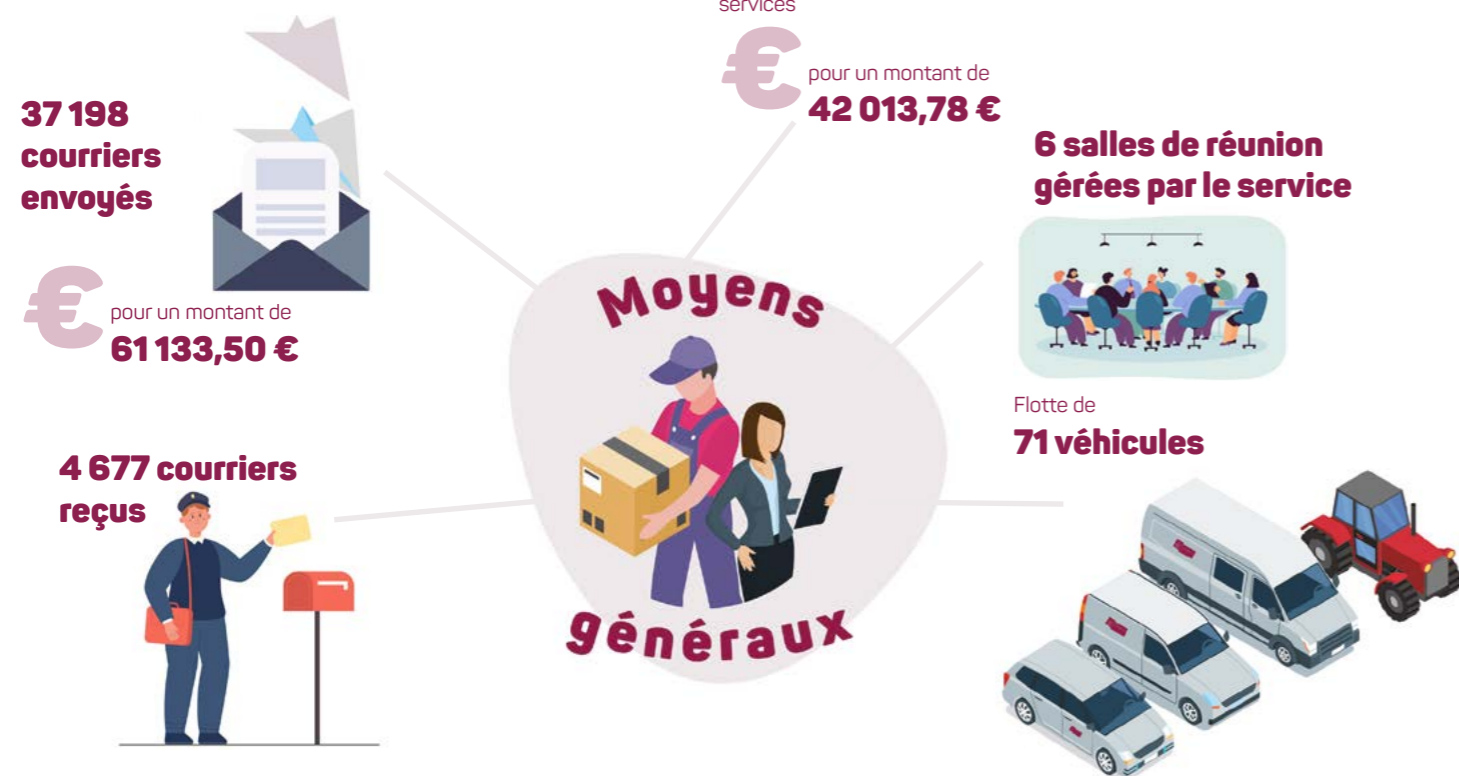 services
pour un montant de
42 013,78 €
37 198
courriers
envoyés
pour un montant de
61 133,50 €
6 salles de réunion
gérées par le service
Moyens
généraux
Flotte de
71 véhicules
4 677 courriers
reçus